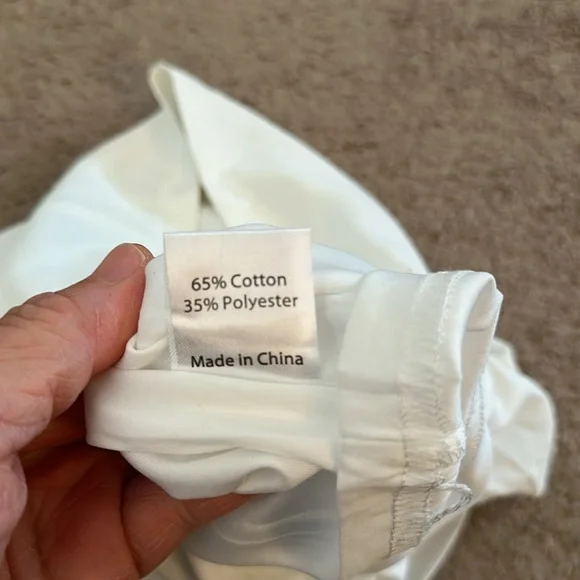 65% Cotton
35% Polyester
Made in China